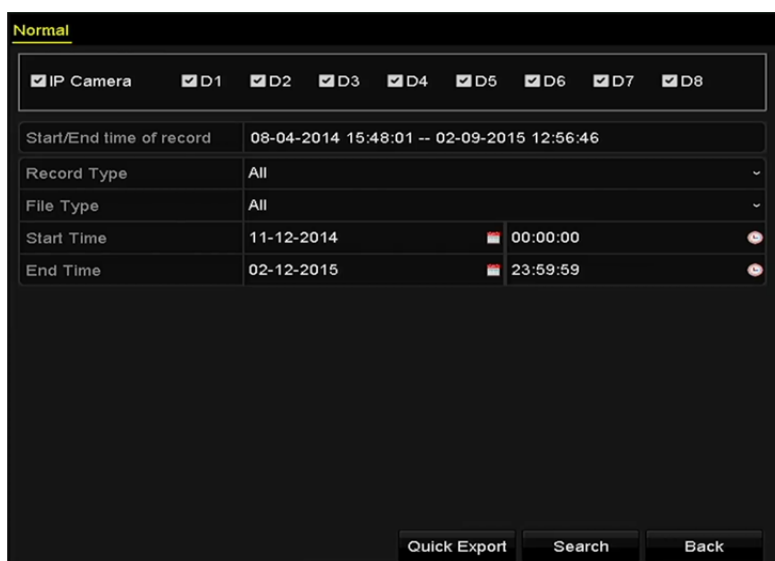 Normal
IP Camera D1 D2 D3 D4 D5 D6 D7 D8
Start/End time of record 08-04-2014 15:48:01 -- 02-09-2015 12:56:46
Record Type All
File Type All
Start Time 11-12-2014 00:00:00
End Time 02-12-2015 23:59:59
Quick Export Search Back